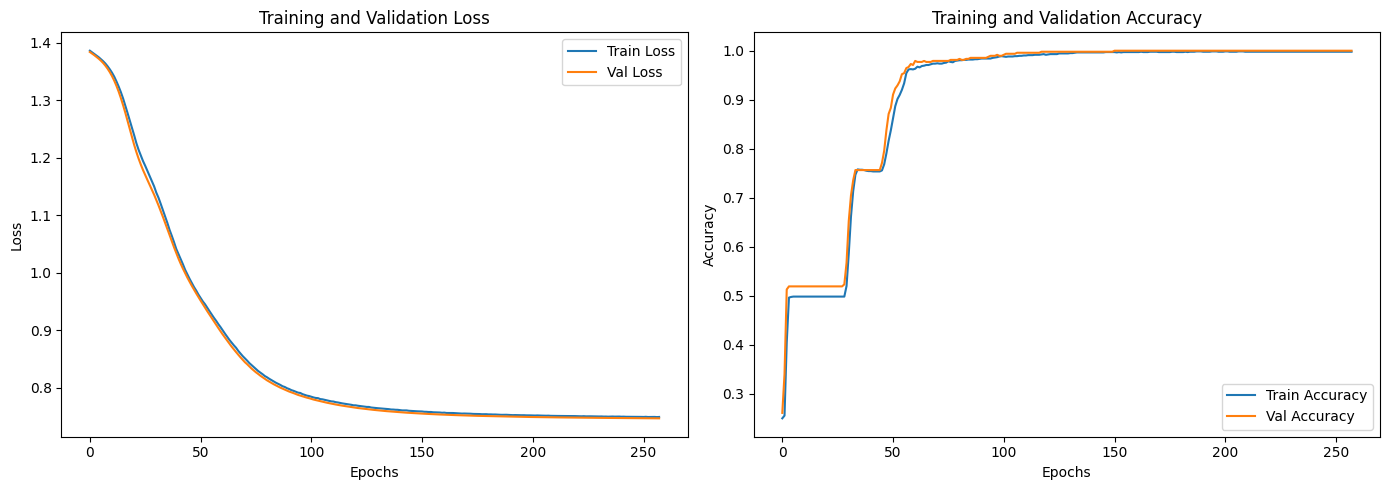 Training and Validation Loss
1.4
1.3
1.2
1.1
1.0
0.9
0.8
Loss
Train Loss
Val Loss
0
50
100
150
200
250
Epochs
Training and Validation Accuracy
1.0
0.9
0.8
0.7
0.6
0.5
0.4
0.3
Accuracy
Train Accuracy
Val Accuracy
0
50
100
150
200
250
Epochs